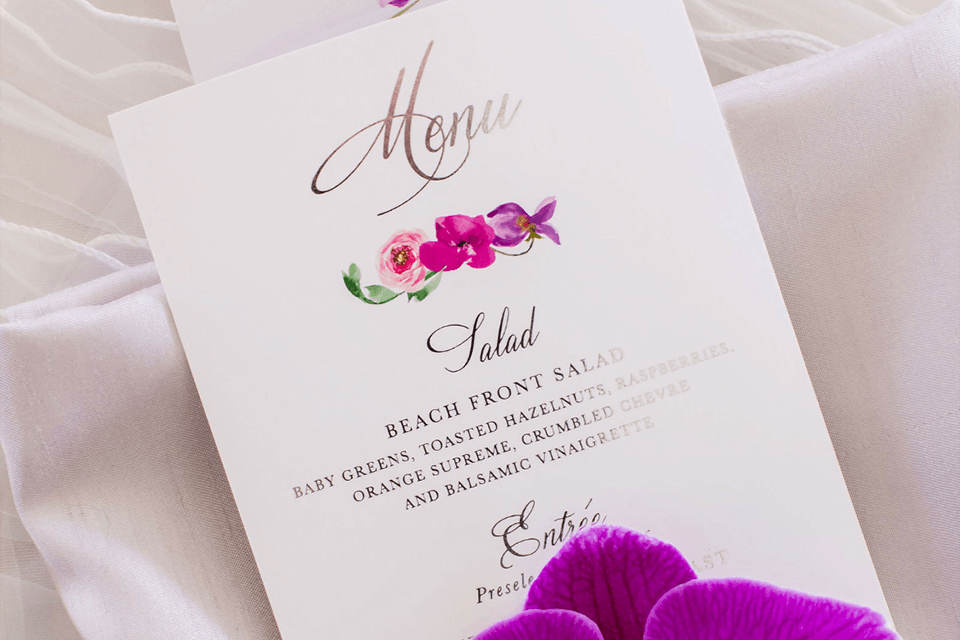 Menu
Salad
BEACH FRONT SALAD
BABY GREENS, TOASTED HAZELNUTS, RASPBERRIES,
ORANGE SUPREME, CRUMBLED CHEVRE
AND BALSAMIC VINAIGRETTE
Entrée